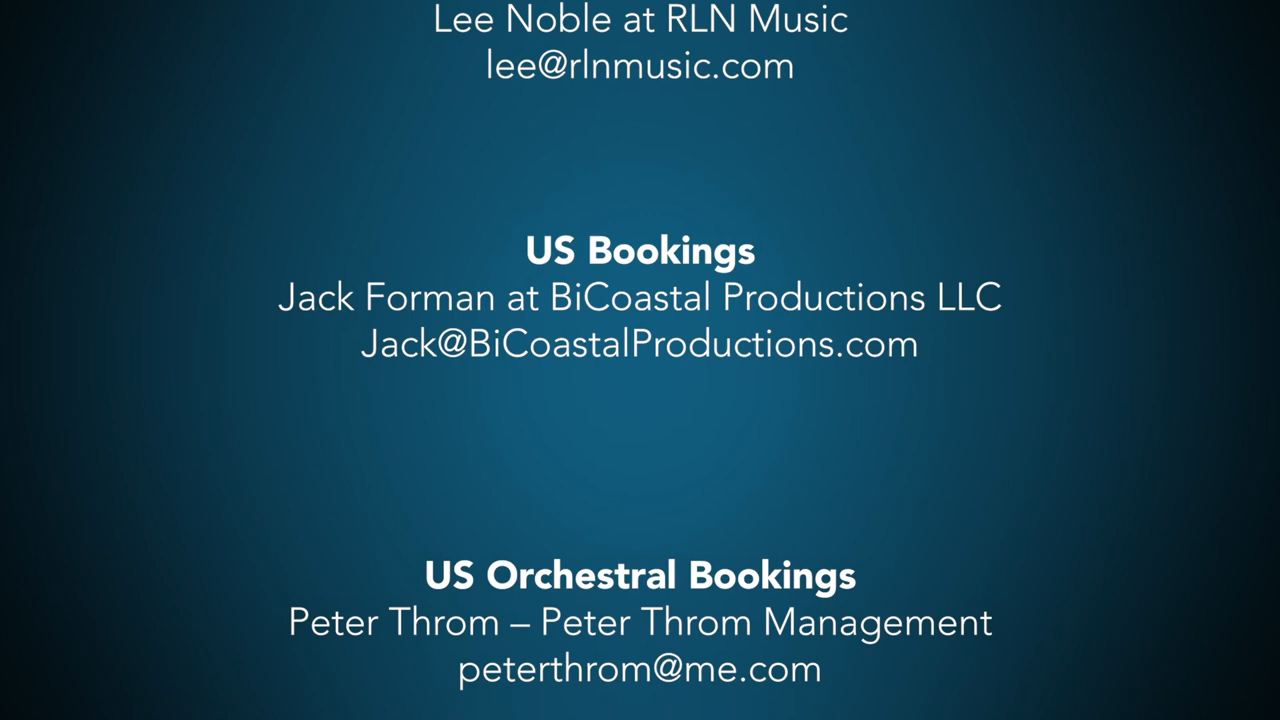 Lee Noble at RLN Music
lee@rlnmusic.com
US Bookings
Jack Forman at BiCoastal Productions LLC
Jack@BiCoastalProductions.com
US Orchestral Bookings
Peter Throm – Peter Throm Management
peterthrom@me.com